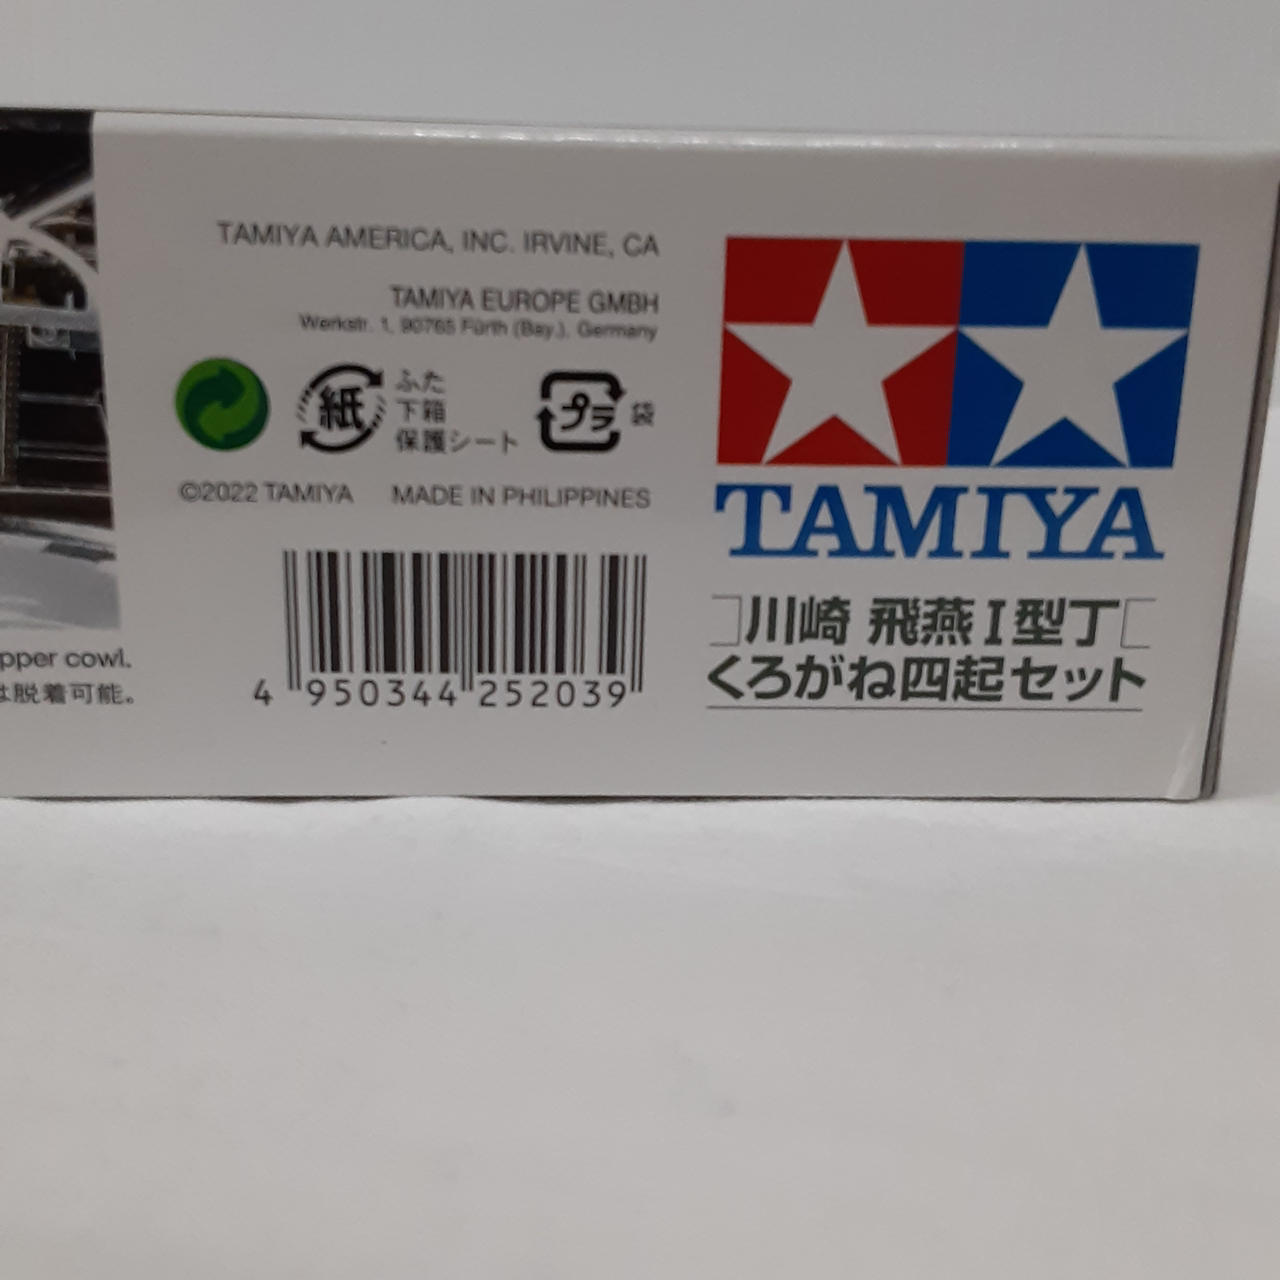 TAMIYA AMERICA, INC. IRVINE, CA
TAMIYA EUROPE GMBH
Werkstr. 1, 90765 Fürth (Bay.), Germany
紙
ふた
下箱
保護シート
プラ
袋
©2022 TAMIYA MADE IN PHILIPPINES
4 950344 252039
pper cowl.
は脱着可能。
TAMIYA
川崎 飛燕I型丁
くろがね四起セット